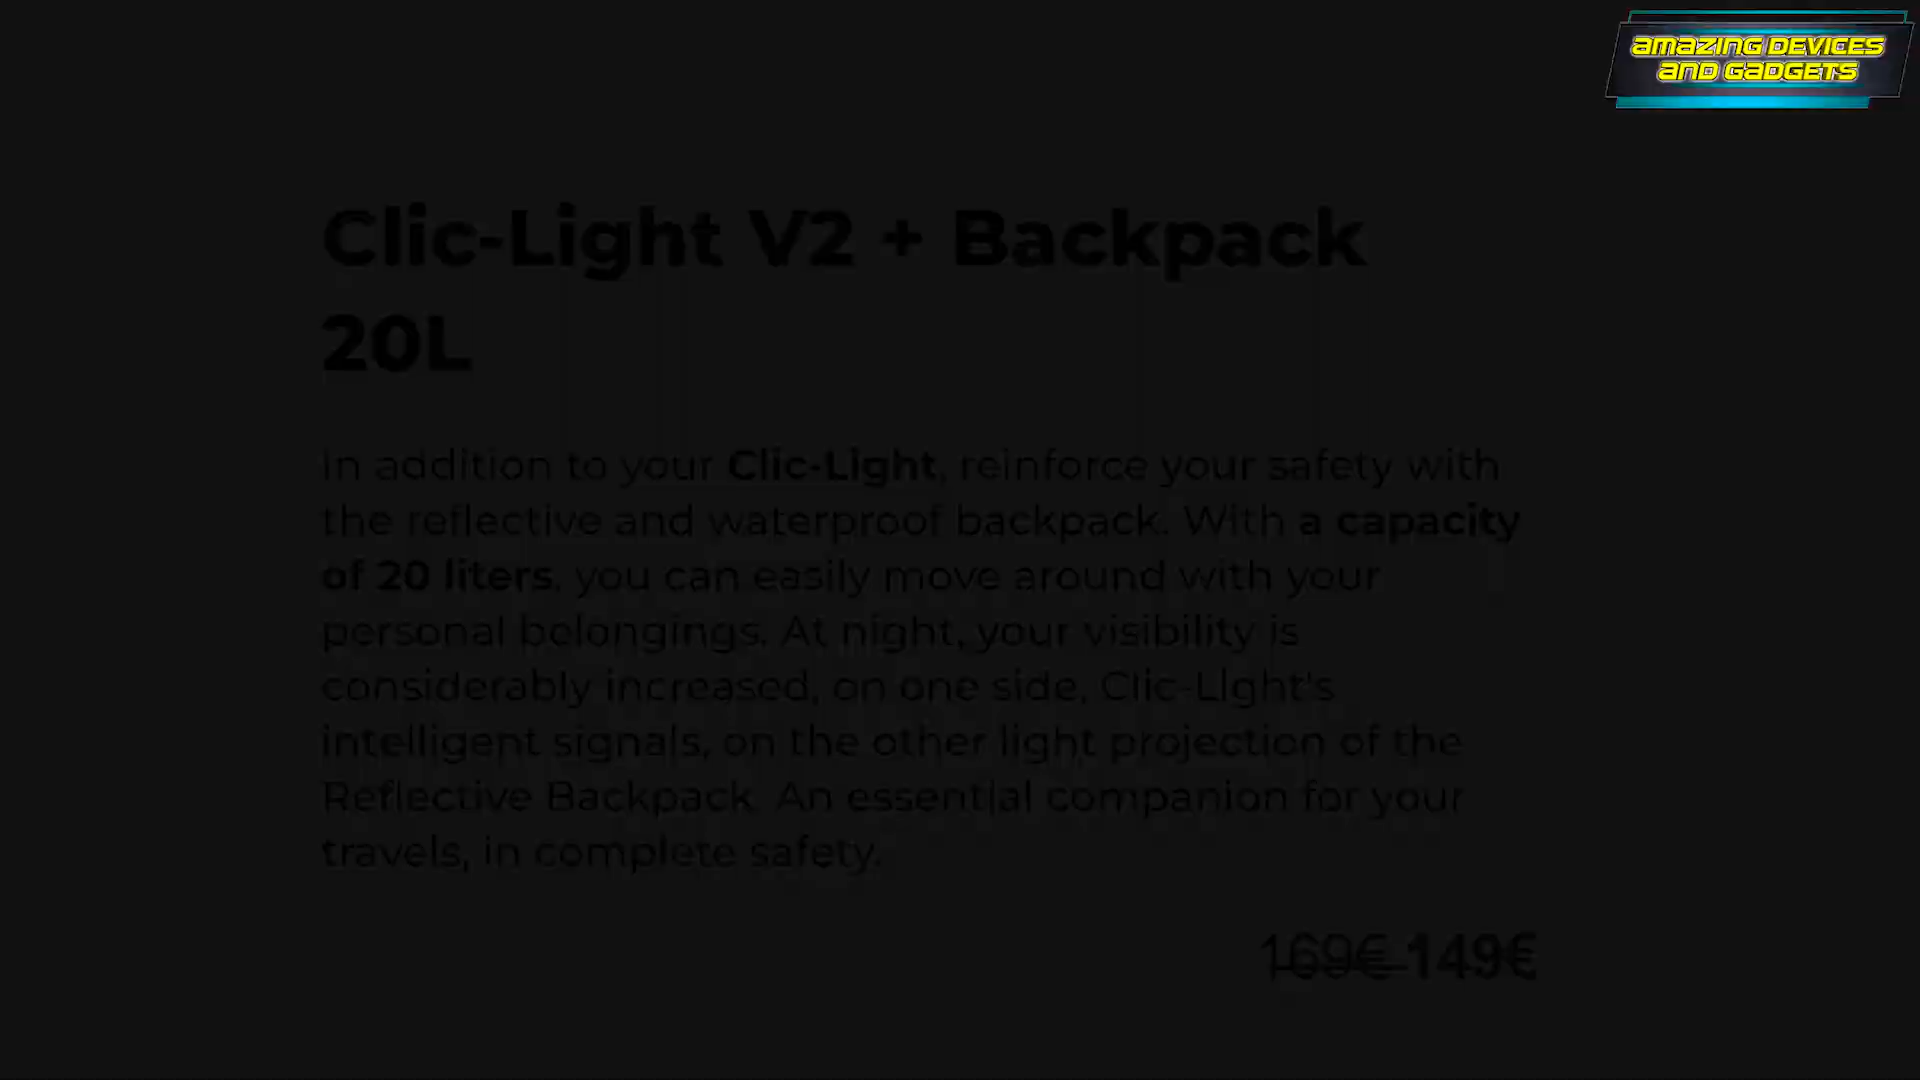 AMAZING DEVICES
AND GADGETS
Clic-Light V2 + Backpack
20L
In addition to your Clic-Light, reinforce your safety with
the reflective and waterproof backpack. With a capacity
of 20 liters, you can easily move around with your
personal belongings. At night, your visibility is
considerably increased, on one side, Clic-Light's
intelligent signals, on the other light projection of the
Reflective Backpack. An essential companion for your
travels, in complete safety.
169€ 149€